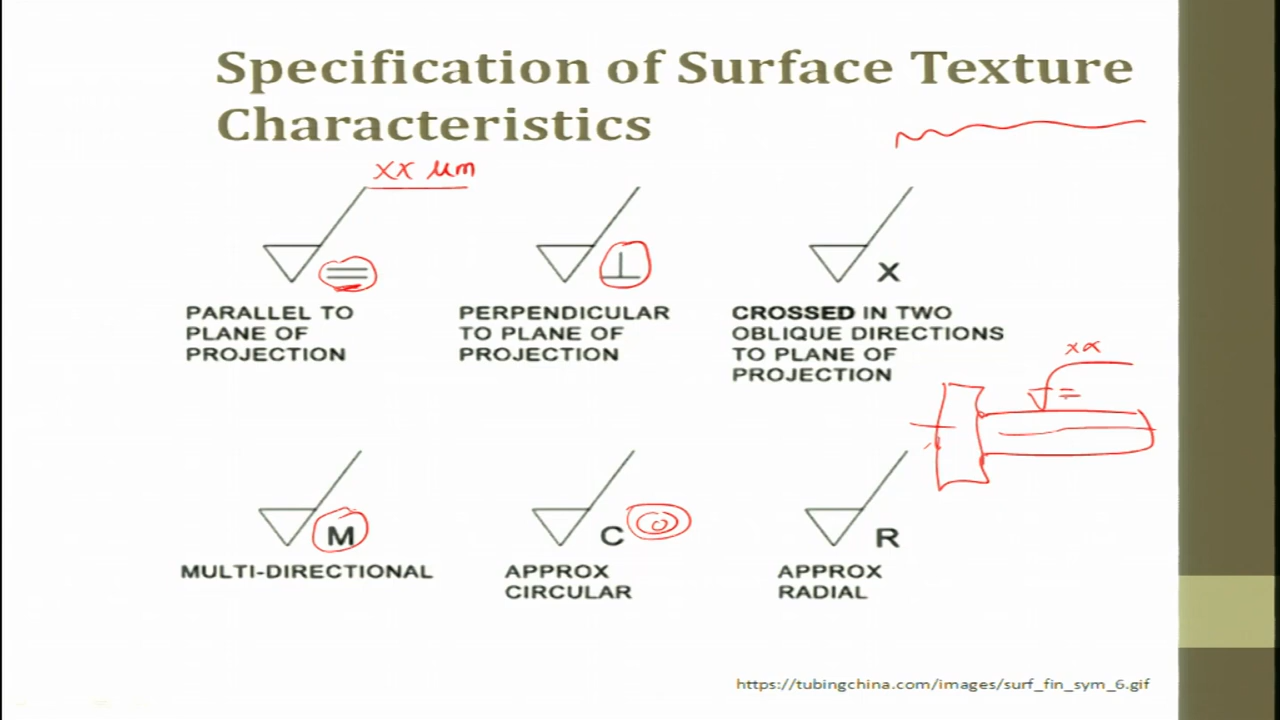 Specification of Surface Texture
Characteristics
xx µm
=
⊥
X
PARALLEL TO
PLANE OF
PROJECTION
PERPENDICULAR
TO PLANE OF
PROJECTION
CROSSED IN TWO
OBLIQUE DIRECTIONS
TO PLANE OF
PROJECTION
xx
=
M
C
R
MULTI-DIRECTIONAL
APPROX
CIRCULAR
APPROX
RADIAL
https://tubingchina.com/images/surf_fin_sym_6.gif